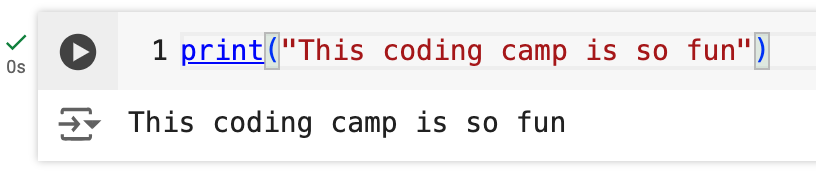 1 print("This coding camp is so fun")
0s
This coding camp is so fun